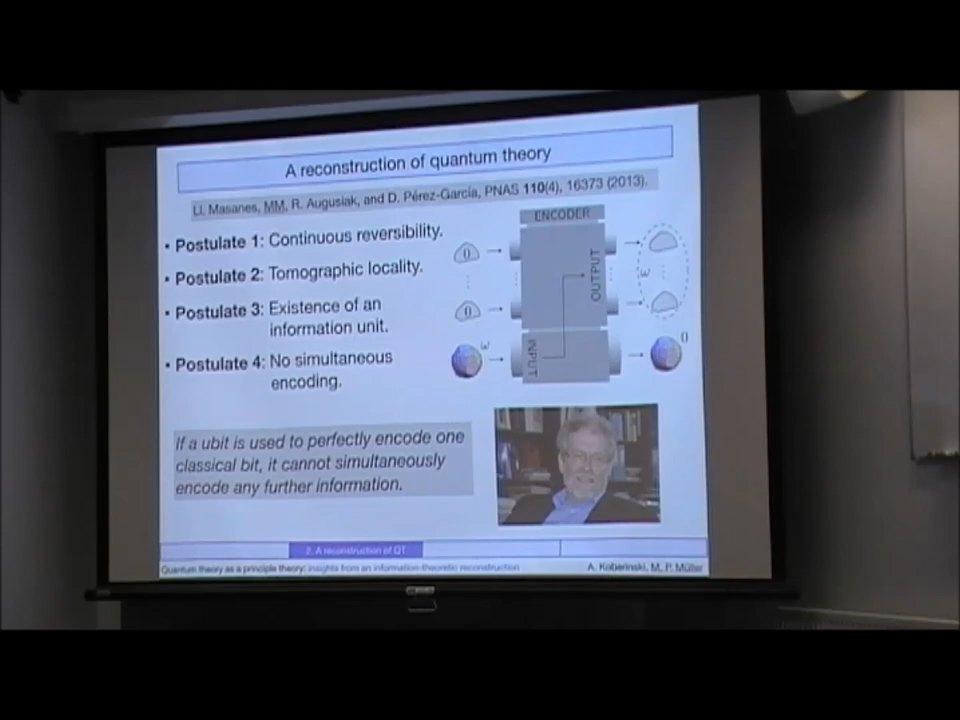 A reconstruction of quantum theory
Ll. Masanes, MM, R. Augusiak, and D. Pérez-García, PNAS 110(4), 16373 (2013).
• Postulate 1: Continuous reversibility.
• Postulate 2: Tomographic locality.
• Postulate 3: Existence of an
information unit.
• Postulate 4: No simultaneous
encoding.
ENCODER
0
OUTPUT
ω
0
INPUT
ω
0
If a ubit is used to perfectly encode one
classical bit, it cannot simultaneously
encode any further information.
2. A reconstruction of QT
Quantum theory as a principle theory: insights from an information-theoretic reconstruction
A. Koberinski, M. P. Müller